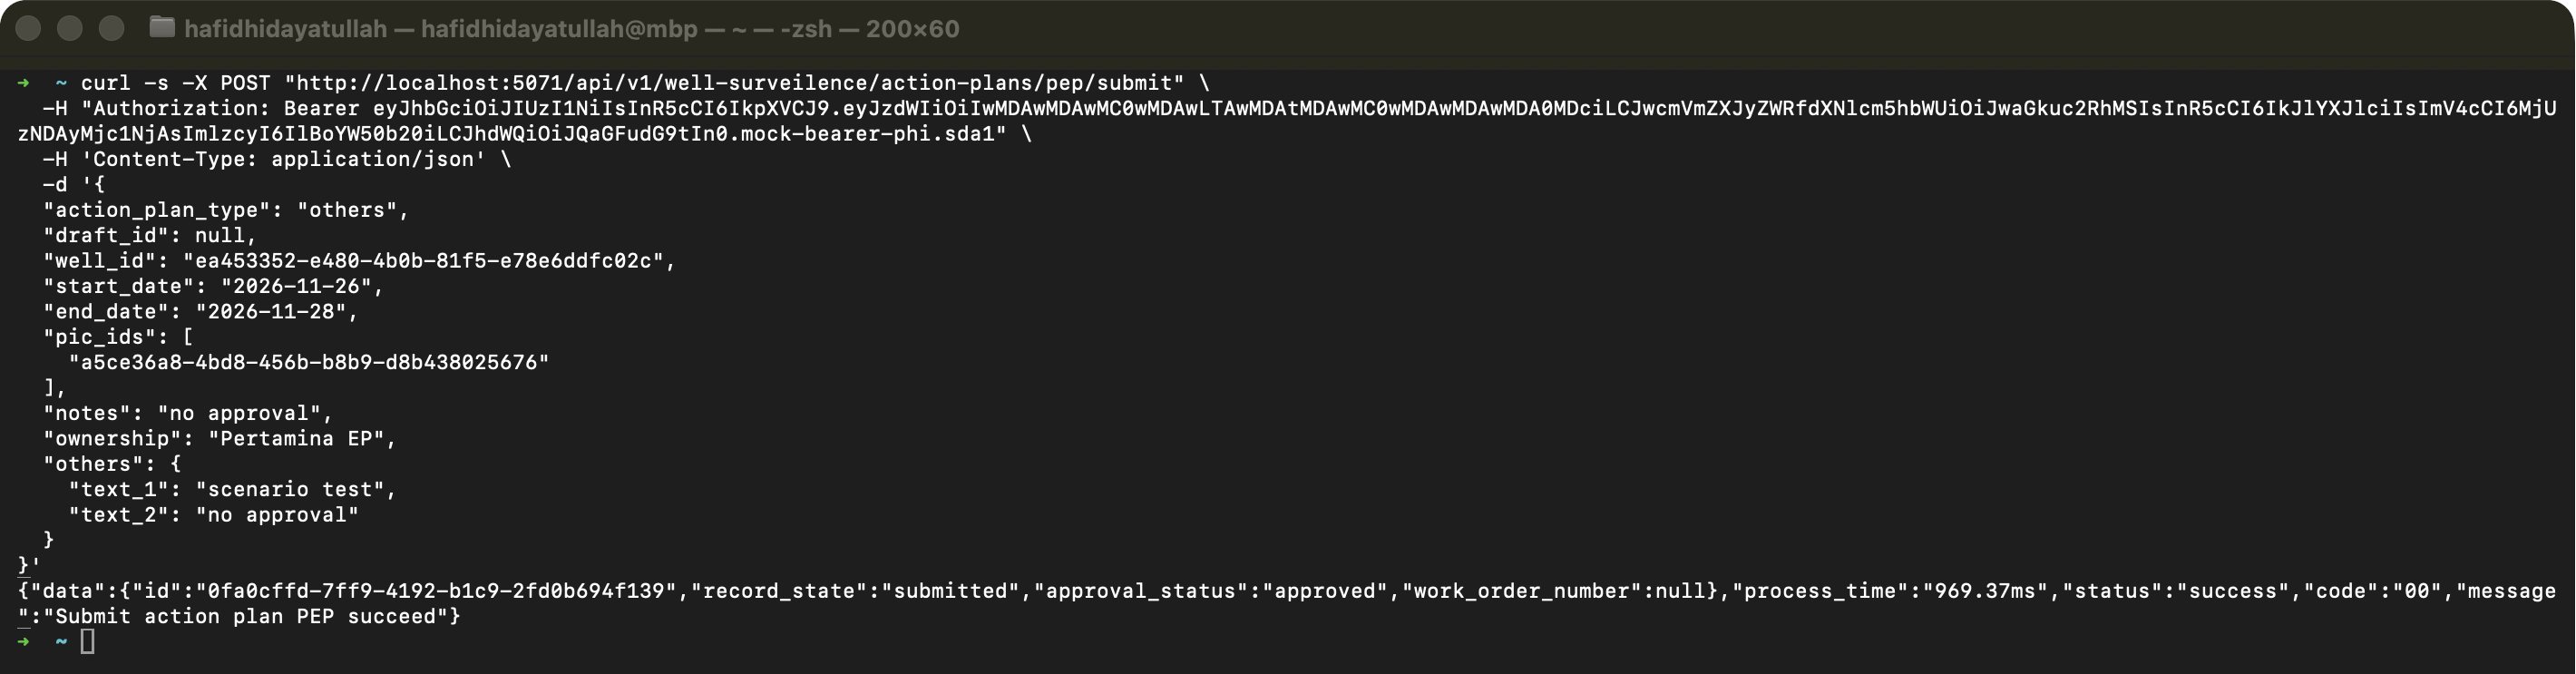 hafidhidayatullah — hafidhidayatullah@mbp — ~ — -zsh — 200×60
➜  ~ curl -s -X POST "http://localhost:5071/api/v1/well-surveilence/action-plans/pep/submit" \
  -H "Authorization: Bearer eyJhbGciOiJIUzI1NiIsInR5cCI6IkpXVCJ9.eyJzdWIiOiIwMDAwMDAwMC0wMDAwLTAwMDAtMDAwMC0wMDAwMDAwMDA0MDciLCJwcmVmZXJyZWRfdXNlcm5hbWUiOiJwaGkuc2RhMSIsInR5cCI6IkJlYXJlciIsImV4cCI6MjU
zNDAyMjc1NjAsImlzcyI6IlBoYW50b20iLCJhdWQiOiJQaGFudG9tIn0.mock-bearer-phi.sda1" \
  -H 'Content-Type: application/json' \
  -d '{
  "action_plan_type": "others",
  "draft_id": null,
  "well_id": "ea453352-e480-4b0b-81f5-e78e6ddfc02c",
  "start_date": "2026-11-26",
  "end_date": "2026-11-28",
  "pic_ids": [
    "a5ce36a8-4bd8-456b-b8b9-d8b438025676"
  ],
  "notes": "no approval",
  "ownership": "Pertamina EP",
  "others": {
    "text_1": "scenario test",
    "text_2": "no approval"
  }
}'
{"data":{"id":"0fa0cffd-7ff9-4192-b1c9-2fd0b694f139","record_state":"submitted","approval_status":"approved","work_order_number":null},"process_time":"969.37ms","status":"success","code":"00","message
":"Submit action plan PEP succeed"}
➜  ~